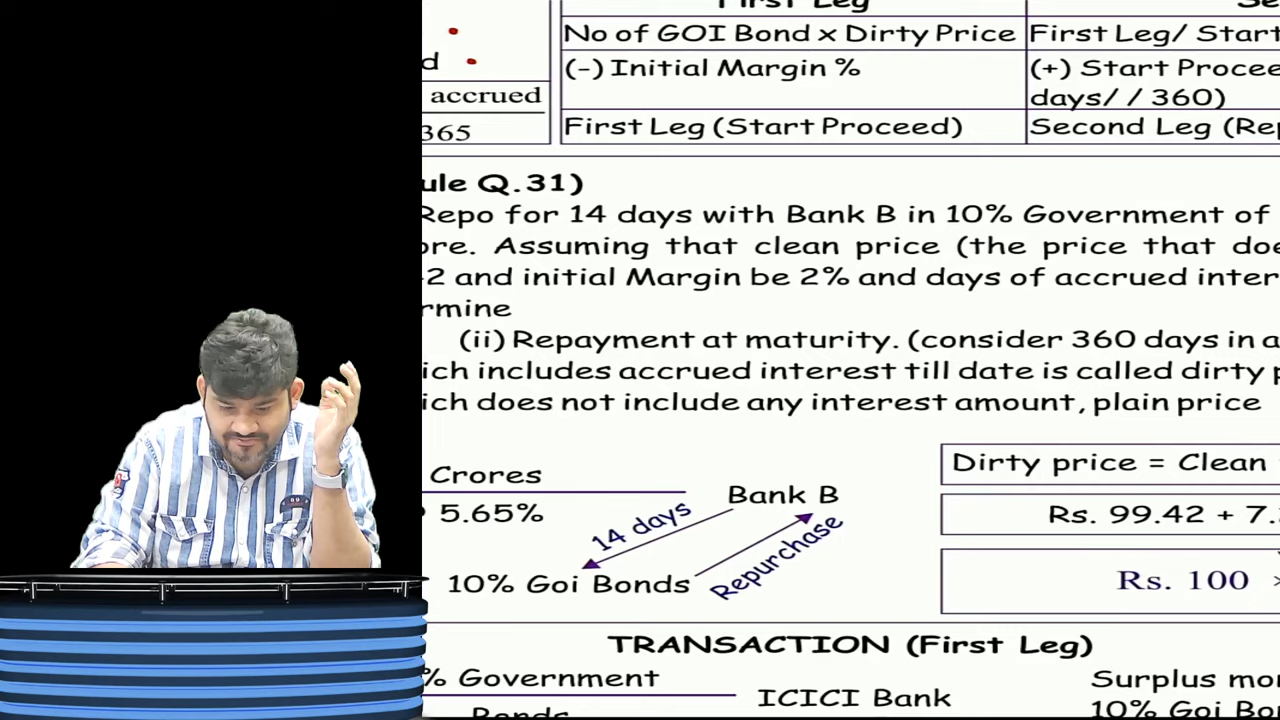 First Leg
No of GOI Bond x Dirty Price First Leg/ Start
d
(-) Initial Margin % (+) Start Procee
accrued
days/ / 360)
365
First Leg (Start Proceed) Second Leg (Rep
ule Q.31)
Repo for 14 days with Bank B in 10% Government of
ore. Assuming that clean price (the price that doe
-2 and initial Margin be 2% and days of accrued inter
rmine
(ii) Repayment at maturity. (consider 360 days in a
ich includes accrued interest till date is called dirty p
ich does not include any interest amount, plain price
Crores
Dirty price = Clean
Bank B
5.65%
14 days
Rs. 99.42 + 7.
Repurchase
10% Goi Bonds
Rs. 100
TRANSACTION (First Leg)
% Government
ICICI Bank
Surplus mo
Bonds
10% Goi Bo
89